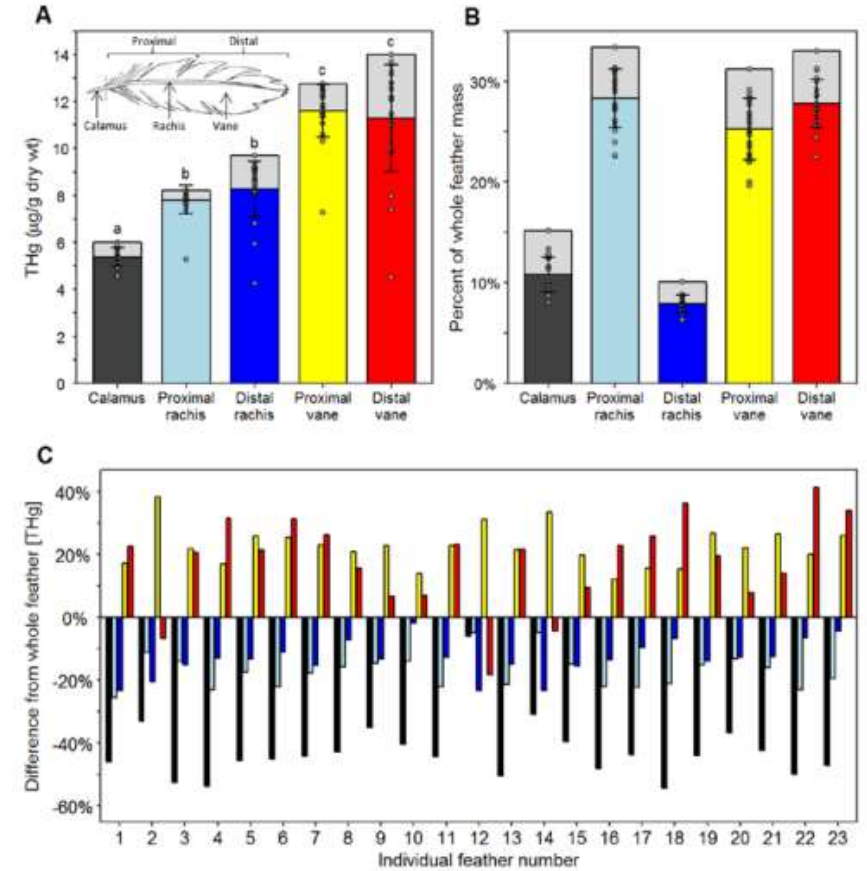 A
THg (µg/g dry wt)
14
12
10
8
6
4
2
0
Proximal Distal
Calamus Rachis Vane
a
b
b
c
c
Calamus Proximal rachis Distal rachis Proximal vane Distal vane
B
Percent of whole feather mass
30%
20%
10%
0%
Calamus Proximal rachis Distal rachis Proximal vane Distal vane
C
Difference from whole feather [THg]
40%
20%
0%
-20%
-40%
-60%
1 2 3 4 5 6 7 8 9 10 11 12 13 14 15 16 17 18 19 20 21 22 23
Individual feather number